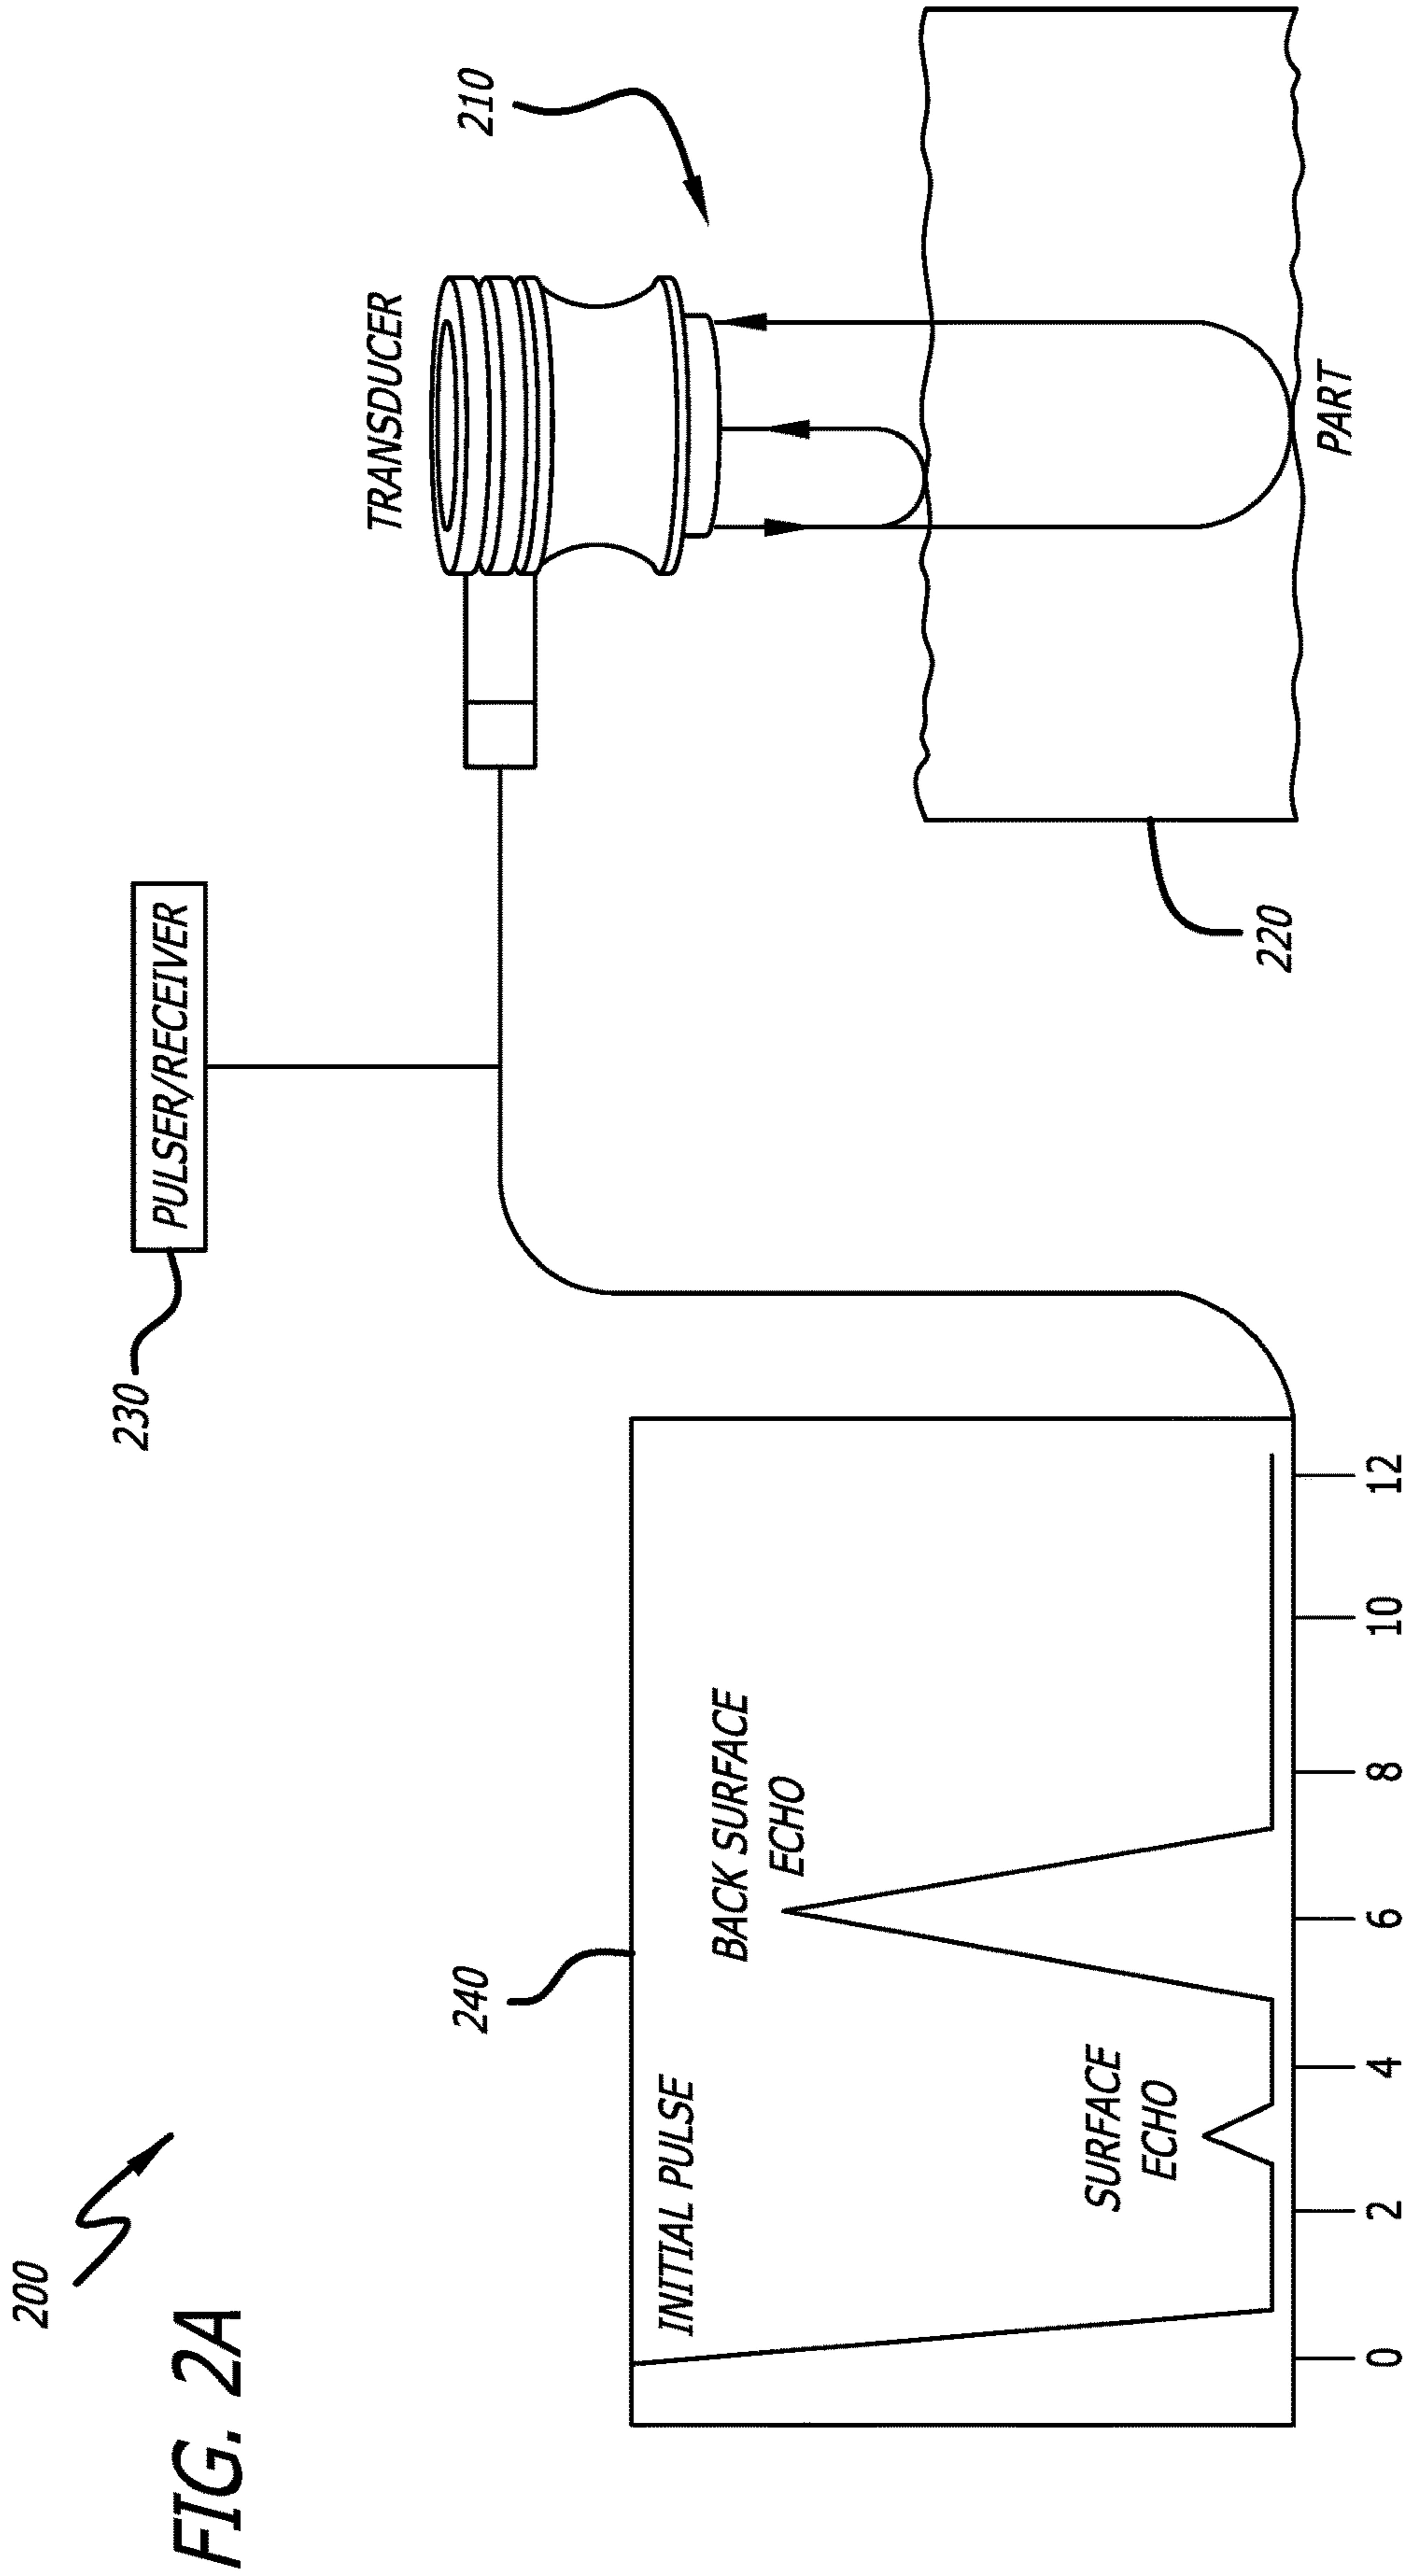 FIG. 2A
200
230
PULSER/RECEIVER
TRANSDUCER
210
240
INITIAL PULSE
BACK SURFACE
ECHO
SURFACE
ECHO
0 2 4 6 8 10 12
220
PART